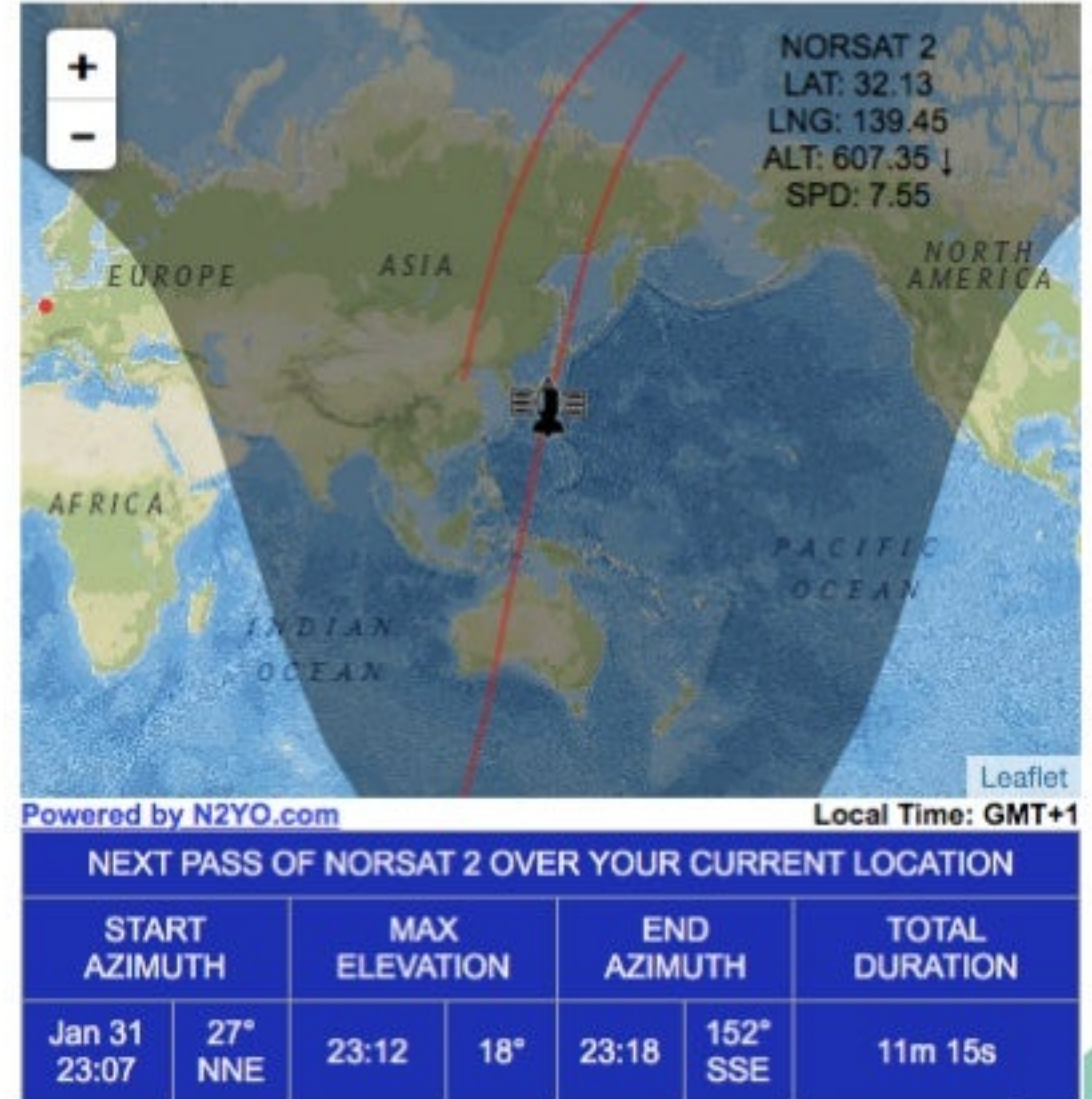 +
−
NORSAT 2
LAT: 32.13
LNG: 139.45
ALT: 607.35 ↓
SPD: 7.55
EUROPE
ASIA
NORTH
AMERICA
AFRICA
PACIFIC
OCEAN
INDIAN
OCEAN
Leaflet
Powered by N2YO.com
Local Time: GMT+1
NEXT PASS OF NORSAT 2 OVER YOUR CURRENT LOCATION
START
AZIMUTH
MAX
ELEVATION
END
AZIMUTH
TOTAL
DURATION
Jan 31
23:07
27°
NNE
23:12
18°
23:18
152°
SSE
11m 15s